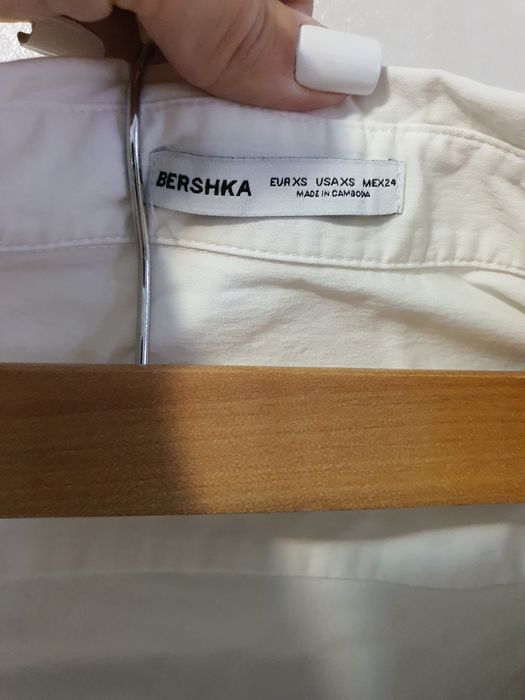 BERSHKA EUR XS USA XS MEX 24
MADE IN CAMBODIA